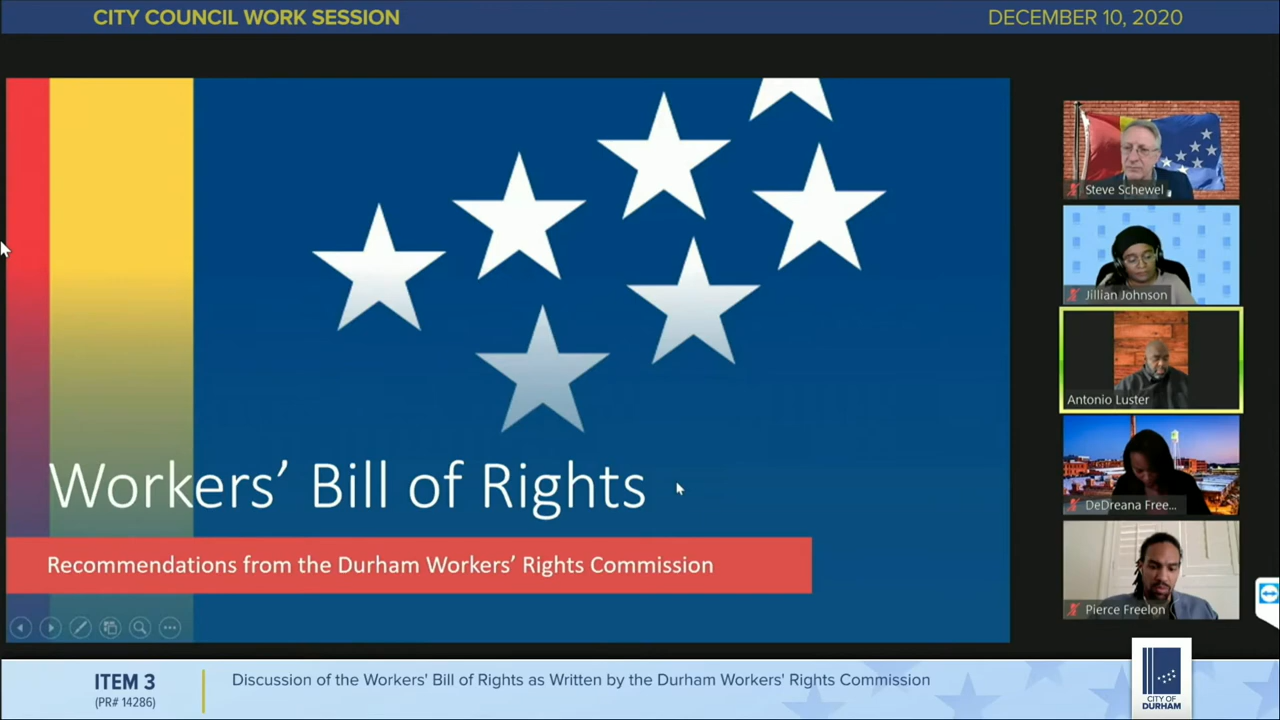 CITY COUNCIL WORK SESSION
DECEMBER 10, 2020
Workers' Bill of Rights
Recommendations from the Durham Workers' Rights Commission
Steve Schewel
Jillian Johnson
Antonio Luster
DeDreana Free...
Pierce Freelon
ITEM 3
(PR# 14286)
Discussion of the Workers' Bill of Rights as Written by the Durham Workers' Rights Commission
CITY OF
DURHAM